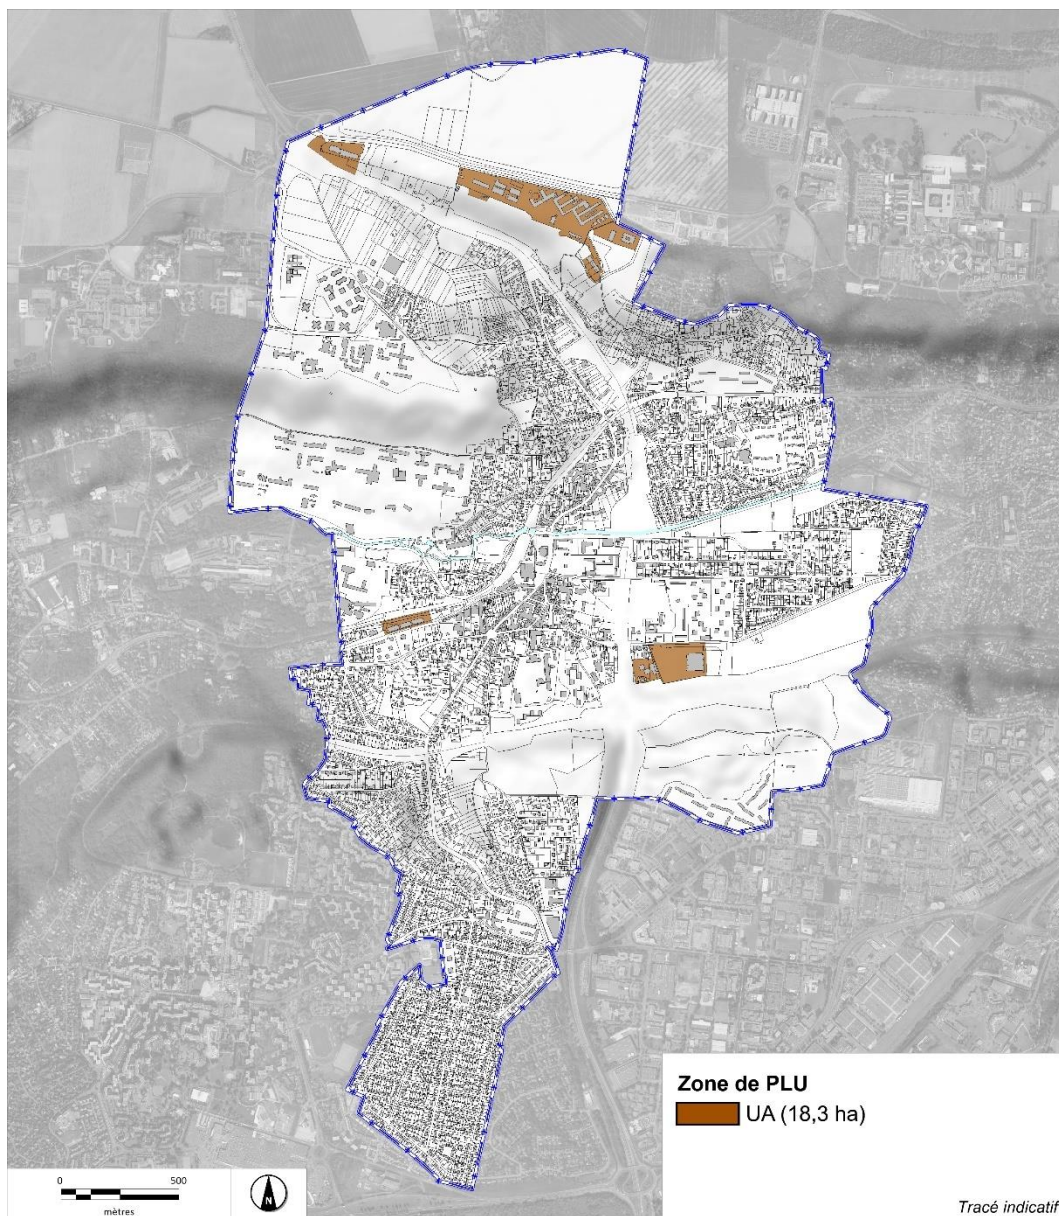 Zone de PLU
UA (18,3 ha)
0 500
mètres
N
Tracé indicatif